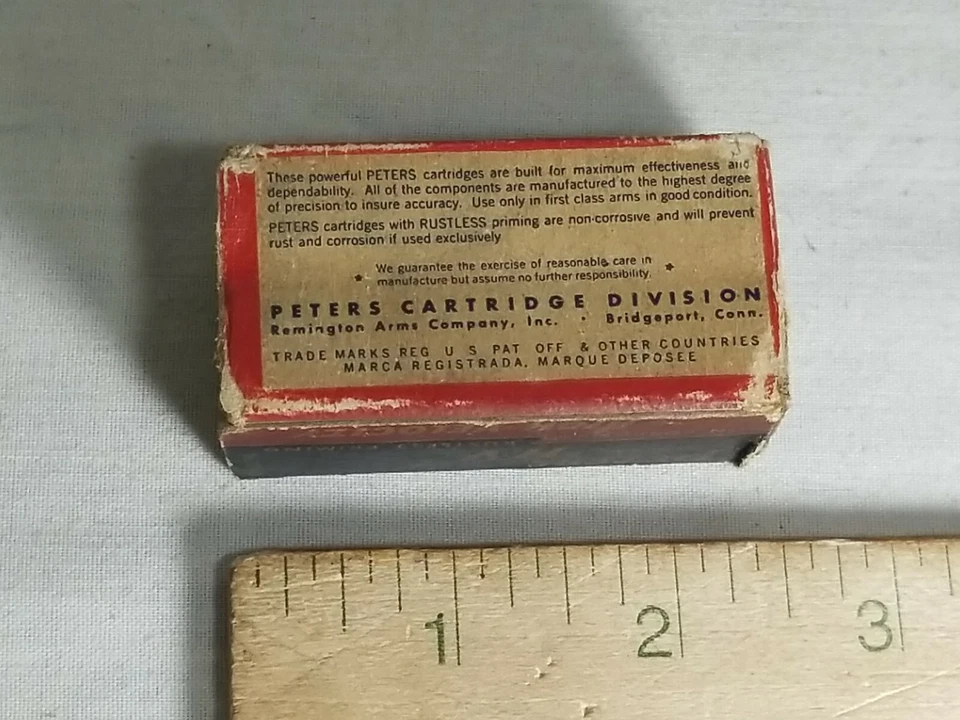 These powerful PETERS cartridges are built for maximum effectiveness and
dependability. All of the components are manufactured to the highest degree
of precision to insure accuracy. Use only in first class arms in good condition.
PETERS cartridges with RUSTLESS priming are non-corrosive and will prevent
rust and corrosion if used exclusively
We guarantee the exercise of reasonable care in
manufacture but assume no further responsibility.
PETERS CARTRIDGE DIVISION
Remington Arms Company, Inc. · Bridgeport, Conn.
TRADE MARKS REG U S PAT OFF & OTHER COUNTRIES
MARCA REGISTRADA. MARQUE DEPOSEE
1 2 3